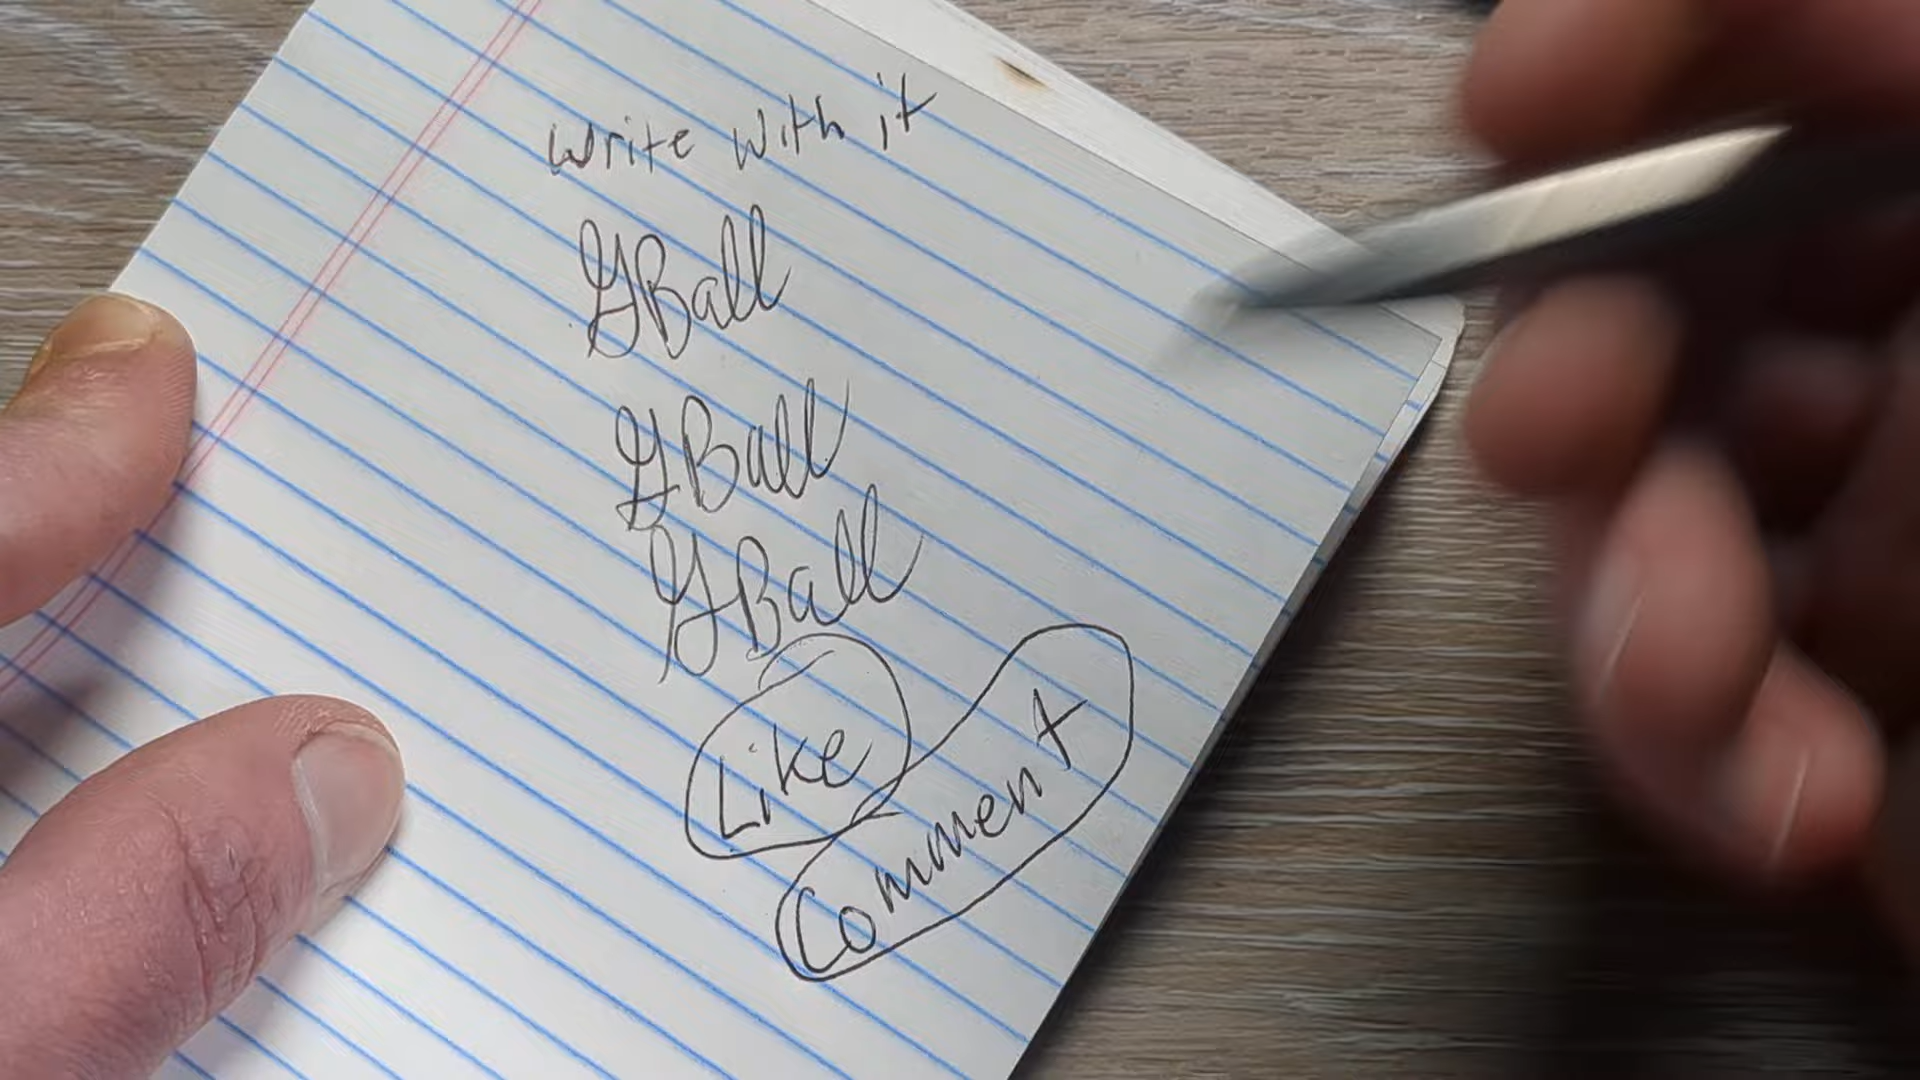 write with it
GBall
GBall
GBall
Like
Comment